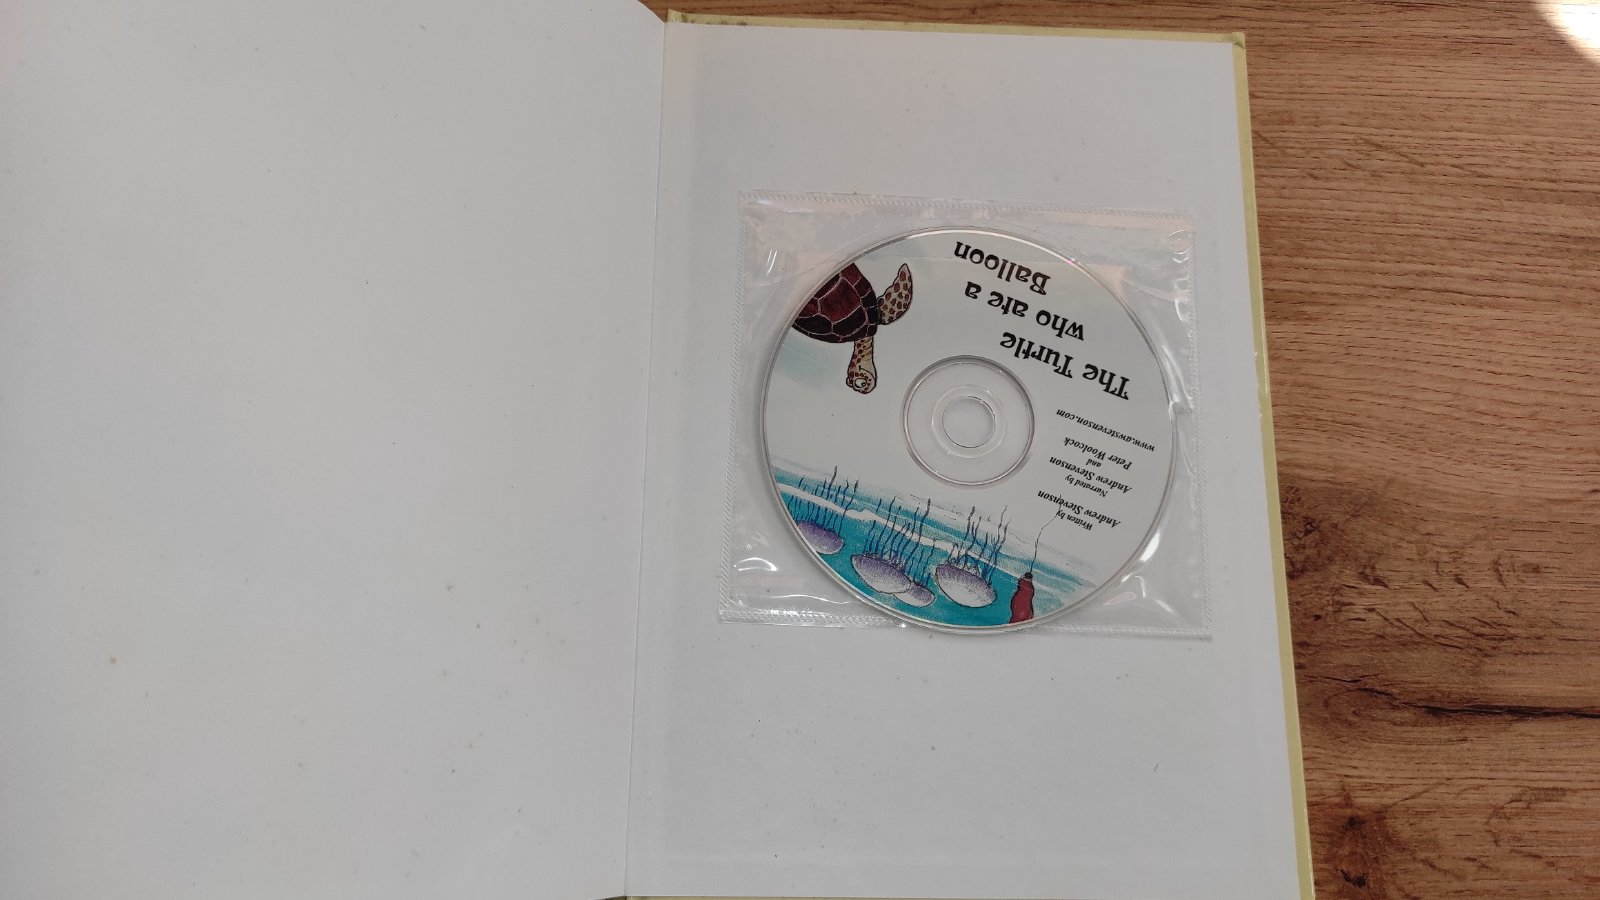 The Turtle
who ate a
Balloon
www.awstevenson.com
Written by
Andrew Stevenson
Narrated by
Andrew Stevenson
and
Peter Woolcock